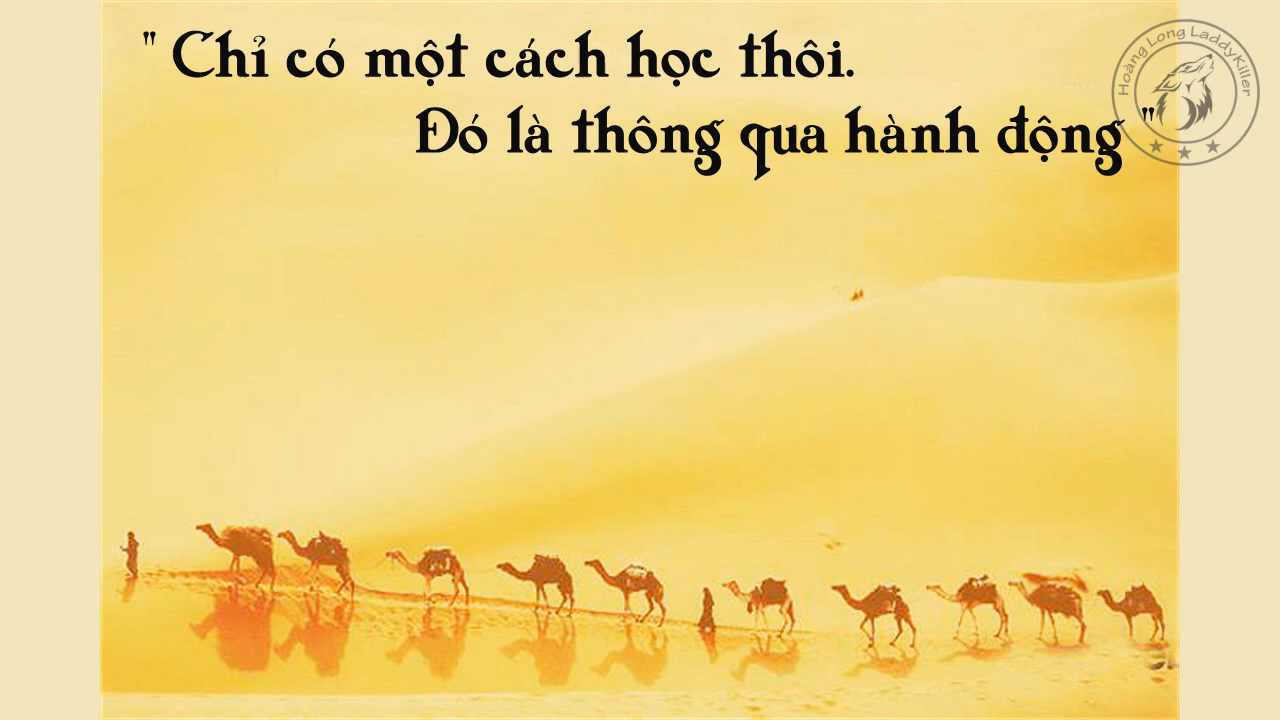 " Chỉ có một cách học thôi.
Đó là thông qua hành động "
Hoàng Long LaddyKiller